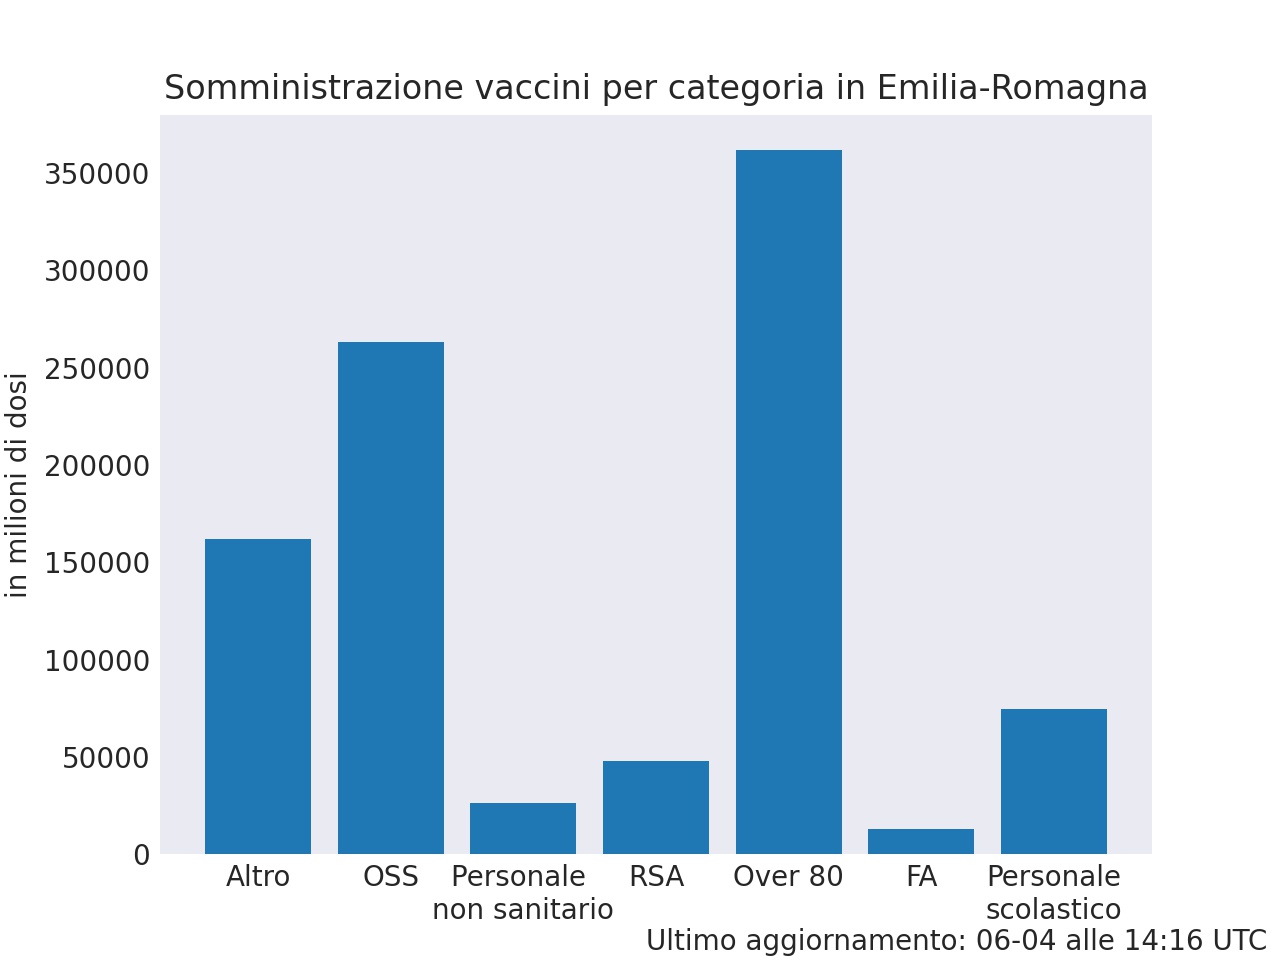 Somministrazione vaccini per categoria in Emilia-Romagna
in milioni di dosi
350000
300000
250000
200000
150000
100000
50000
0
Altro
OSS
Personale
non sanitario
RSA
Over 80
FA
Personale
scolastico
Ultimo aggiornamento: 06-04 alle 14:16 UTC